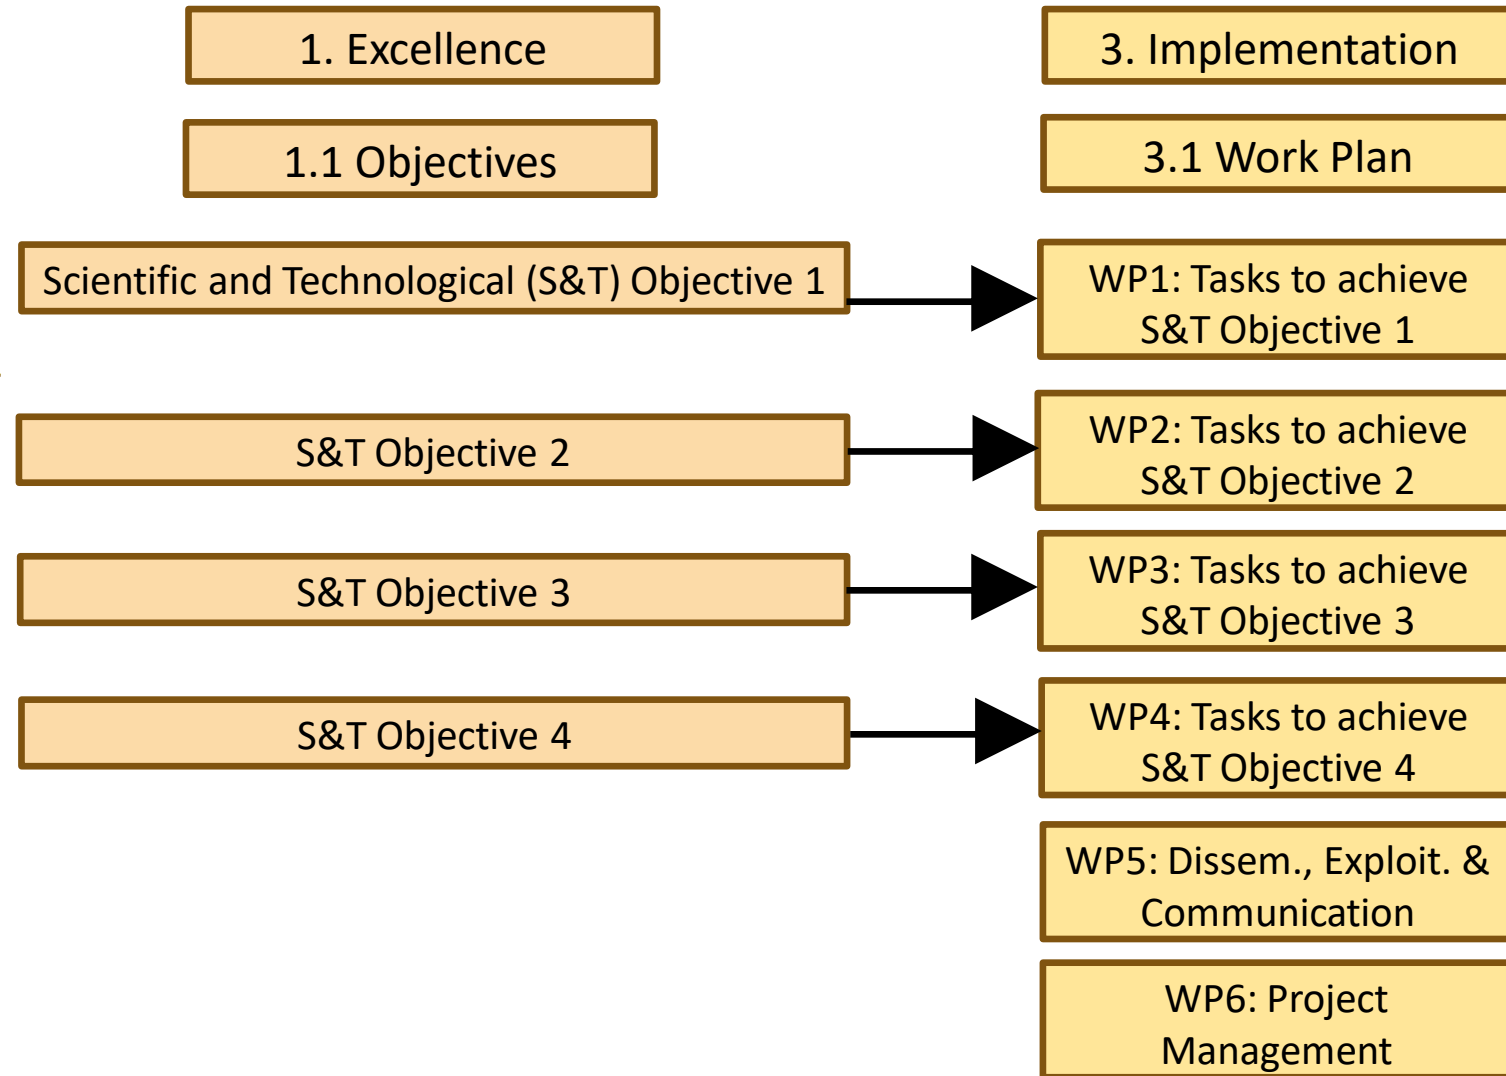 1. Excellence
3. Implementation
1.1 Objectives
3.1 Work Plan
Scientific and Technological (S&T) Objective 1
WP1: Tasks to achieve
S&T Objective 1
S&T Objective 2
WP2: Tasks to achieve
S&T Objective 2
S&T Objective 3
WP3: Tasks to achieve
S&T Objective 3
S&T Objective 4
WP4: Tasks to achieve
S&T Objective 4
WP5: Dissem., Exploit. &
Communication
WP6: Project
Management